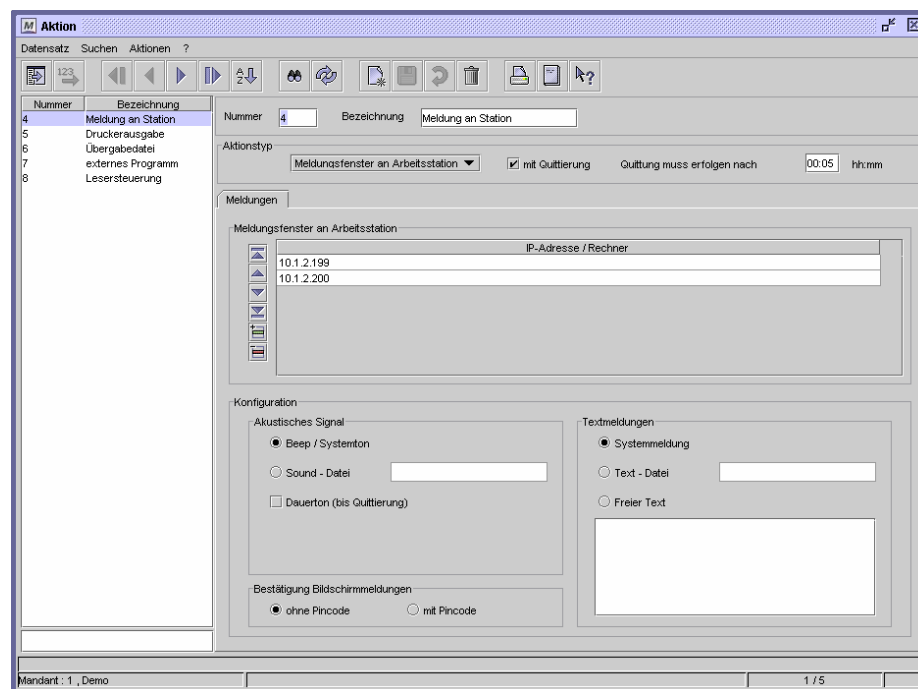 M Aktion
Datensatz Suchen Aktionen ?
123
A
Z
?
Nummer Bezeichnung
4 Meldung an Station
5 Druckerausgabe
6 Übergabedatei
7 externes Programm
8 Lesersteuerung
Nummer 4 Bezeichnung Meldung an Station
Aktionstyp
Meldungsfenster an Arbeitsstation mit Quittierung Quittung muss erfolgen nach 00:05 hh:mm
Meldungen
Meldungsfenster an Arbeitsstation
IP-Adresse / Rechner
10.1.2.199
10.1.2.200
Konfiguration
Akustisches Signal
Beep / Systemton
Sound - Datei
Dauerton (bis Quittierung)
Textmeldungen
Systemmeldung
Text - Datei
Freier Text
Bestätigung Bildschirmmeldungen
ohne Pincode mit Pincode
Mandant : 1 , Demo 1 / 5